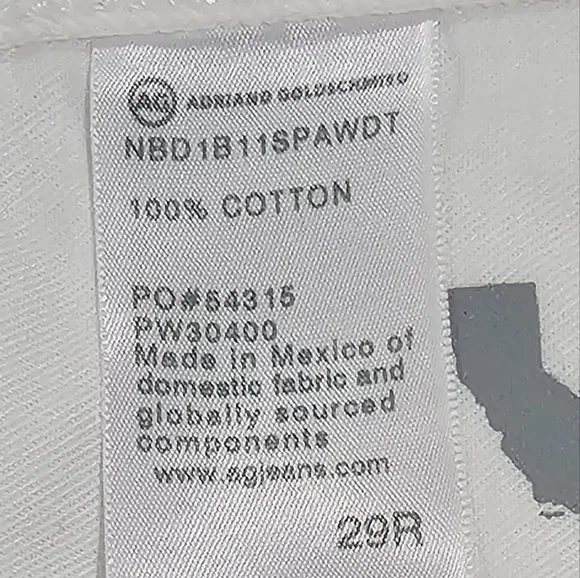 AG ADRIANO GOLDSCHMIED
NBD1B11SPAWDT
100% COTTON
PO#54315
PW30400
Made in Mexico of
domestic fabric and
globally sourced
components
www.agjeans.com
29R